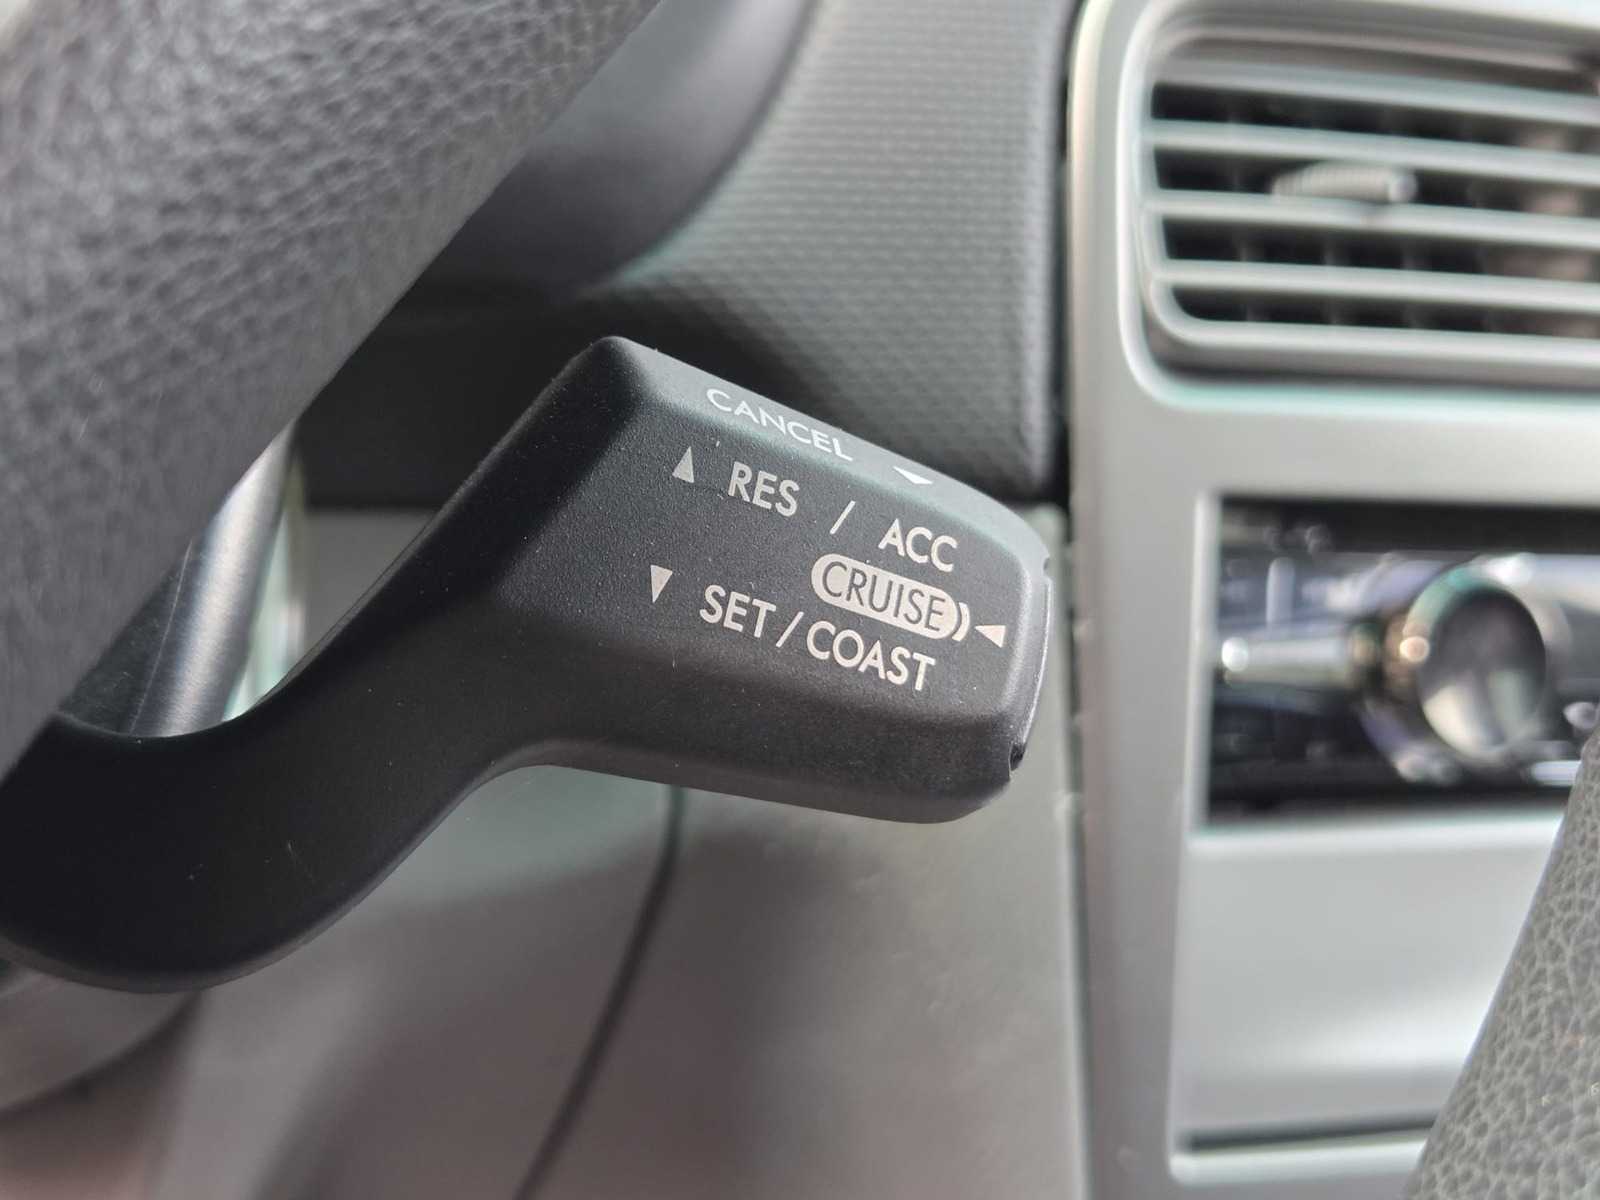 CANCEL
RES / ACC
CRUISE
SET / COAST